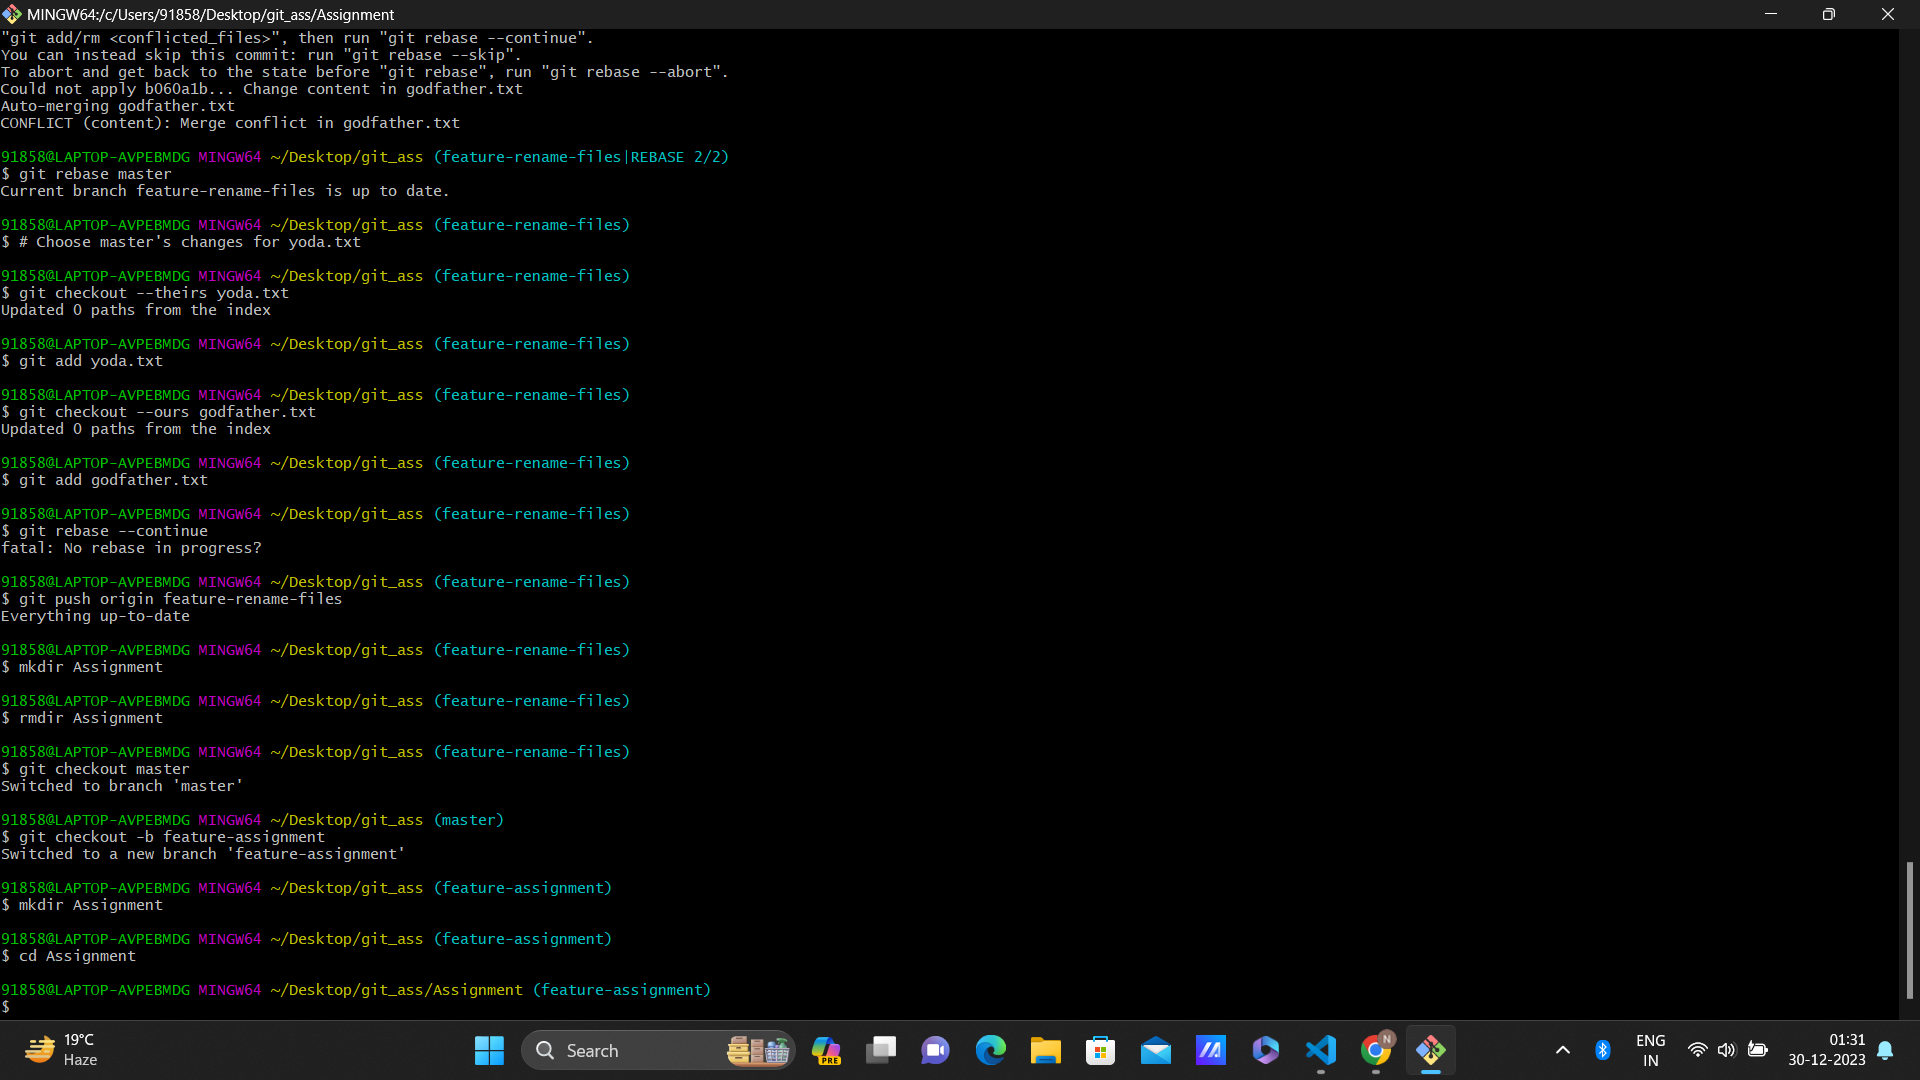 MINGW64:/c/Users/91858/Desktop/git_ass/Assignment
"git add/rm <conflicted_files>", then run "git rebase --continue".
You can instead skip this commit: run "git rebase --skip".
To abort and get back to the state before "git rebase", run "git rebase --abort".
Could not apply b060a1b... Change content in godfather.txt
Auto-merging godfather.txt
CONFLICT (content): Merge conflict in godfather.txt
91858@LAPTOP-AVPEBMDG MINGW64 ~/Desktop/git_ass (feature-rename-files|REBASE 2/2)
$ git rebase master
Current branch feature-rename-files is up to date.
91858@LAPTOP-AVPEBMDG MINGW64 ~/Desktop/git_ass (feature-rename-files)
$ # Choose master's changes for yoda.txt
91858@LAPTOP-AVPEBMDG MINGW64 ~/Desktop/git_ass (feature-rename-files)
$ git checkout --theirs yoda.txt
Updated 0 paths from the index
91858@LAPTOP-AVPEBMDG MINGW64 ~/Desktop/git_ass (feature-rename-files)
$ git add yoda.txt
91858@LAPTOP-AVPEBMDG MINGW64 ~/Desktop/git_ass (feature-rename-files)
$ git checkout --ours godfather.txt
Updated 0 paths from the index
91858@LAPTOP-AVPEBMDG MINGW64 ~/Desktop/git_ass (feature-rename-files)
$ git add godfather.txt
91858@LAPTOP-AVPEBMDG MINGW64 ~/Desktop/git_ass (feature-rename-files)
$ git rebase --continue
fatal: No rebase in progress?
91858@LAPTOP-AVPEBMDG MINGW64 ~/Desktop/git_ass (feature-rename-files)
$ git push origin feature-rename-files
Everything up-to-date
91858@LAPTOP-AVPEBMDG MINGW64 ~/Desktop/git_ass (feature-rename-files)
$ mkdir Assignment
91858@LAPTOP-AVPEBMDG MINGW64 ~/Desktop/git_ass (feature-rename-files)
$ rmdir Assignment
91858@LAPTOP-AVPEBMDG MINGW64 ~/Desktop/git_ass (feature-rename-files)
$ git checkout master
Switched to branch 'master'
91858@LAPTOP-AVPEBMDG MINGW64 ~/Desktop/git_ass (master)
$ git checkout -b feature-assignment
Switched to a new branch 'feature-assignment'
91858@LAPTOP-AVPEBMDG MINGW64 ~/Desktop/git_ass (feature-assignment)
$ mkdir Assignment
91858@LAPTOP-AVPEBMDG MINGW64 ~/Desktop/git_ass (feature-assignment)
$ cd Assignment
91858@LAPTOP-AVPEBMDG MINGW64 ~/Desktop/git_ass/Assignment (feature-assignment)
$
19°C
Haze
Search
PRE
N
ENG
IN
01:31
30-12-2023